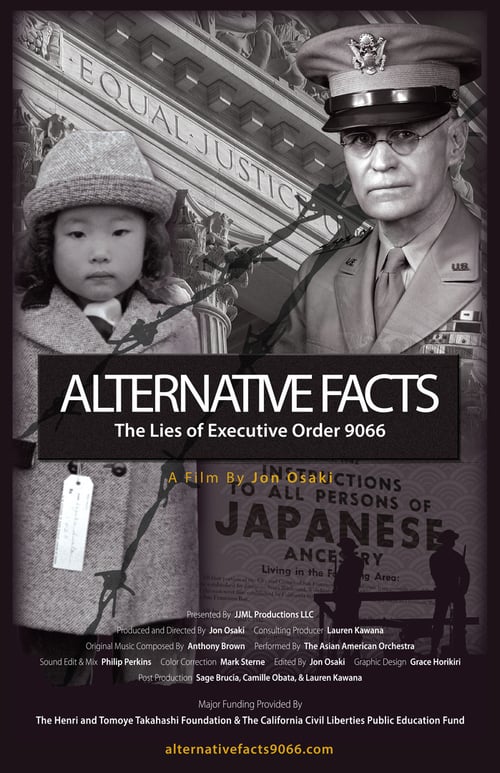 EQUAL JUSTICE
U.S.
ALTERNATIVE FACTS
The Lies of Executive Order 9066
A Film By Jon Osaki
INSTRUCTIONS
TO ALL PERSONS OF
JAPANESE
ANCESTRY
Living in the Following Area:
Presented By JJML Productions LLC
Produced and Directed By Jon Osaki Consulting Producer Lauren Kawana
Original Music Composed By Anthony Brown Performed By The Asian American Orchestra
Sound Edit & Mix Philip Perkins Color Correction Mark Sterne Edited By Jon Osaki Graphic Design Grace Horikiri
Post Production Sage Brucia, Camille Obata, & Lauren Kawana
Major Funding Provided By
The Henri and Tomoye Takahashi Foundation & The California Civil Liberties Public Education Fund
alternativefacts9066.com